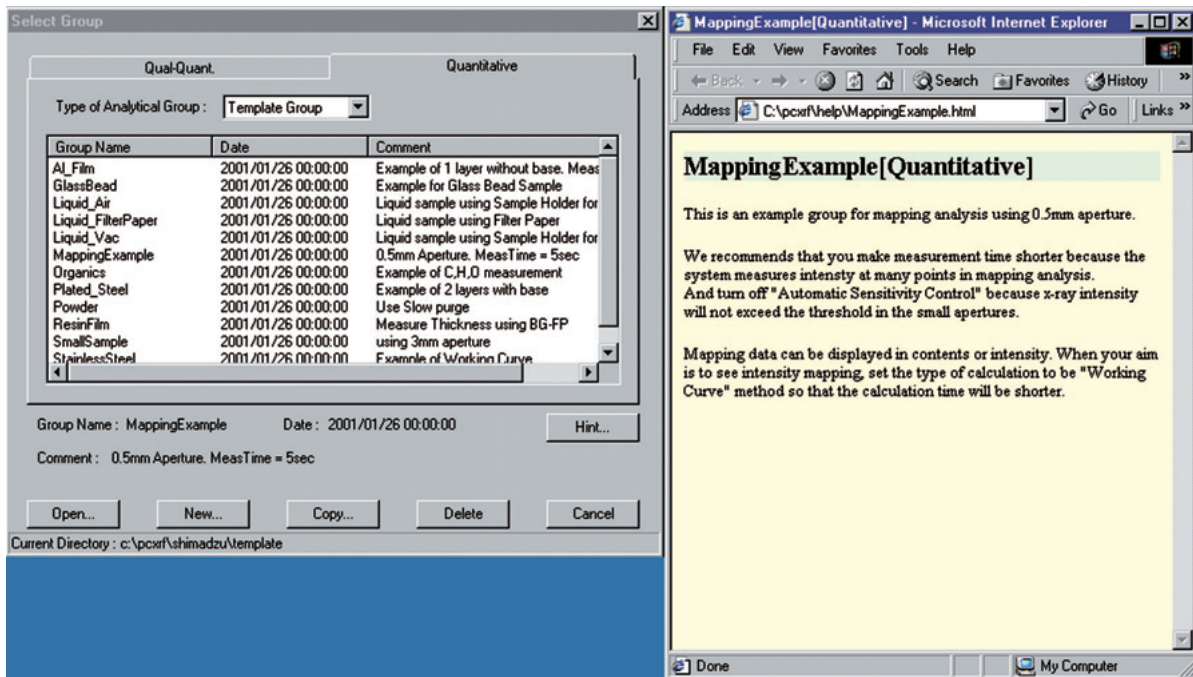 Select Group
Qual-Quant.
Quantitative
Type of Analytical Group :
Template Group
Group Name Date Comment
Al_Film 2001/01/26 00:00:00 Example of 1 layer without base. Meas
GlassBead 2001/01/26 00:00:00 Example for Glass Bead Sample
Liquid_Air 2001/01/26 00:00:00 Liquid sample using Sample Holder for
Liquid_FilterPaper 2001/01/26 00:00:00 Liquid sample using Filter Paper
Liquid_Vac 2001/01/26 00:00:00 Liquid sample using Sample Holder for
MappingExample 2001/01/26 00:00:00 0.5mm Aperture. MeasTime = 5sec
Organics 2001/01/26 00:00:00 Example of C,H,O measurement
Plated_Steel 2001/01/26 00:00:00 Example of 2 layers with base
Powder 2001/01/26 00:00:00 Use Slow purge
ResinFilm 2001/01/26 00:00:00 Measure Thickness using BG-FP
SmallSample 2001/01/26 00:00:00 using 3mm aperture
StainlessSteel 2001/01/26 00:00:00 Example of Working Curve
Group Name : MappingExample Date : 2001/01/26 00:00:00
Hint...
Comment : 0.5mm Aperture. MeasTime = 5sec
Open... New... Copy... Delete Cancel
Current Directory : c:\pcxrf\shimadzu\template
MappingExample[Quantitative] - Microsoft Internet Explorer
File Edit View Favorites Tools Help
Back Search Favorites History »
Address C:\pcxrf\help\MappingExample.html Go Links »
MappingExample[Quantitative]
This is an example group for mapping analysis using 0.5mm aperture.
We recommends that you make measurement time shorter because the
system measures intensty at many points in mapping analysis.
And turn off "Automatic Sensitivity Control" because x-ray intensity
will not exceed the threshold in the small apertures.
Mapping data can be displayed in contents or intensity. When your aim
is to see intensity mapping, set the type of calculation to be "Working
Curve" method so that the calculation time will be shorter.
Done
My Computer